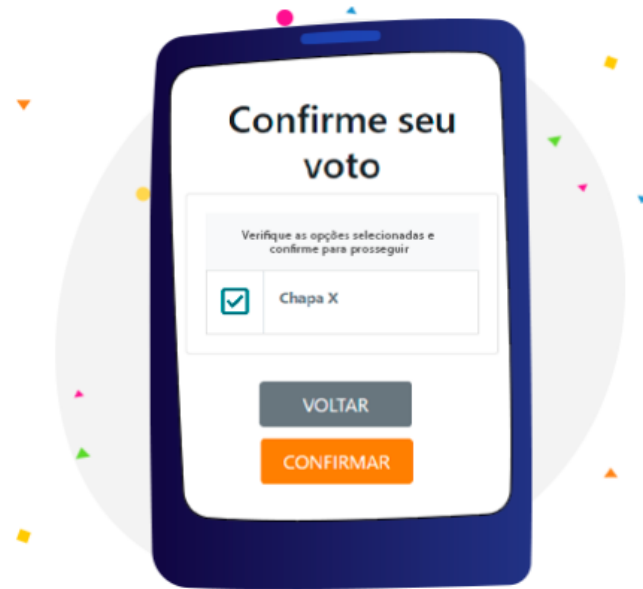 Confirme seu
voto
Verifique as opções selecionadas e
confirme para prosseguir
Chapa X
VOLTAR
CONFIRMAR